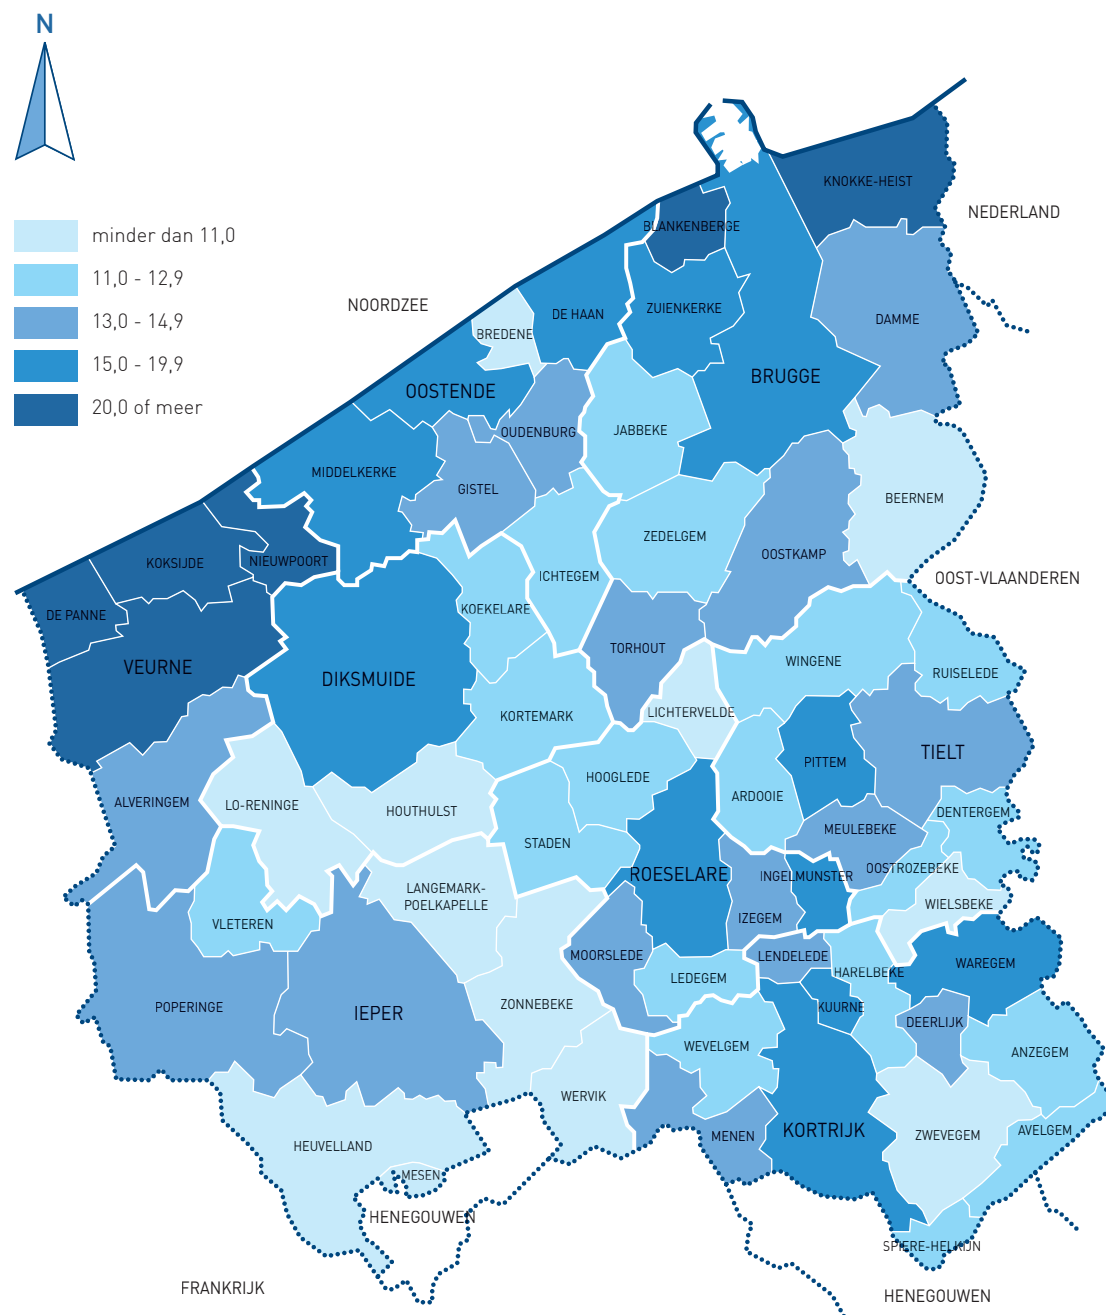 N
minder dan 11,0
11,0 - 12,9
13,0 - 14,9
15,0 - 19,9
20,0 of meer
KNOKKE-HEIST
NEDERLAND
BLANKENBERGE
NOORDZEE
ZUIENKERKE
DE HAAN
DAMME
BREDENE
BRUGGE
OOSTENDE
OUDENBURG
JABBEKE
MIDDELKERKE
GISTEL
BEERNEM
ZEDELGEM
OOSTKAMP
KOKSIJDE
NIEUWPOORT
ICHTEGEM
OOST-VLAANDEREN
KOEKELARE
DE PANNE
TORHOUT
VEURNE
WINGENE
RUISELEDE
DIKSMUIDE
LICHTERVELDE
KORTEMARK
TIELT
PITTEM
HOOGLEDE
ARDOOIE
ALVERINGEM
LO-RENINGE
HOUTHULST
DENTERGEM
MEULEBEKE
STADEN
OOSTROZEBEKE
ROESELARE
INGELMUNSTER
LANGEMARK-
POELKAPELLE
WIELSBEKE
IZEGEM
VLETEREN
MOORSLEDE
LENDELEDE
WAREGEM
HARELBEKE
LEDEGEM
POPERINGE
ZONNEBEKE
KUURNE
IEPER
DEERLIJK
WEVELGEM
ANZEGEM
WERVIK
KORTRIJK
AVELGEM
MENEN
ZWEVEGEM
HEUVELLAND
MESEN
HENEGOUWEN
SPIERE-HELKIJN
FRANKRIJK
HENEGOUWEN